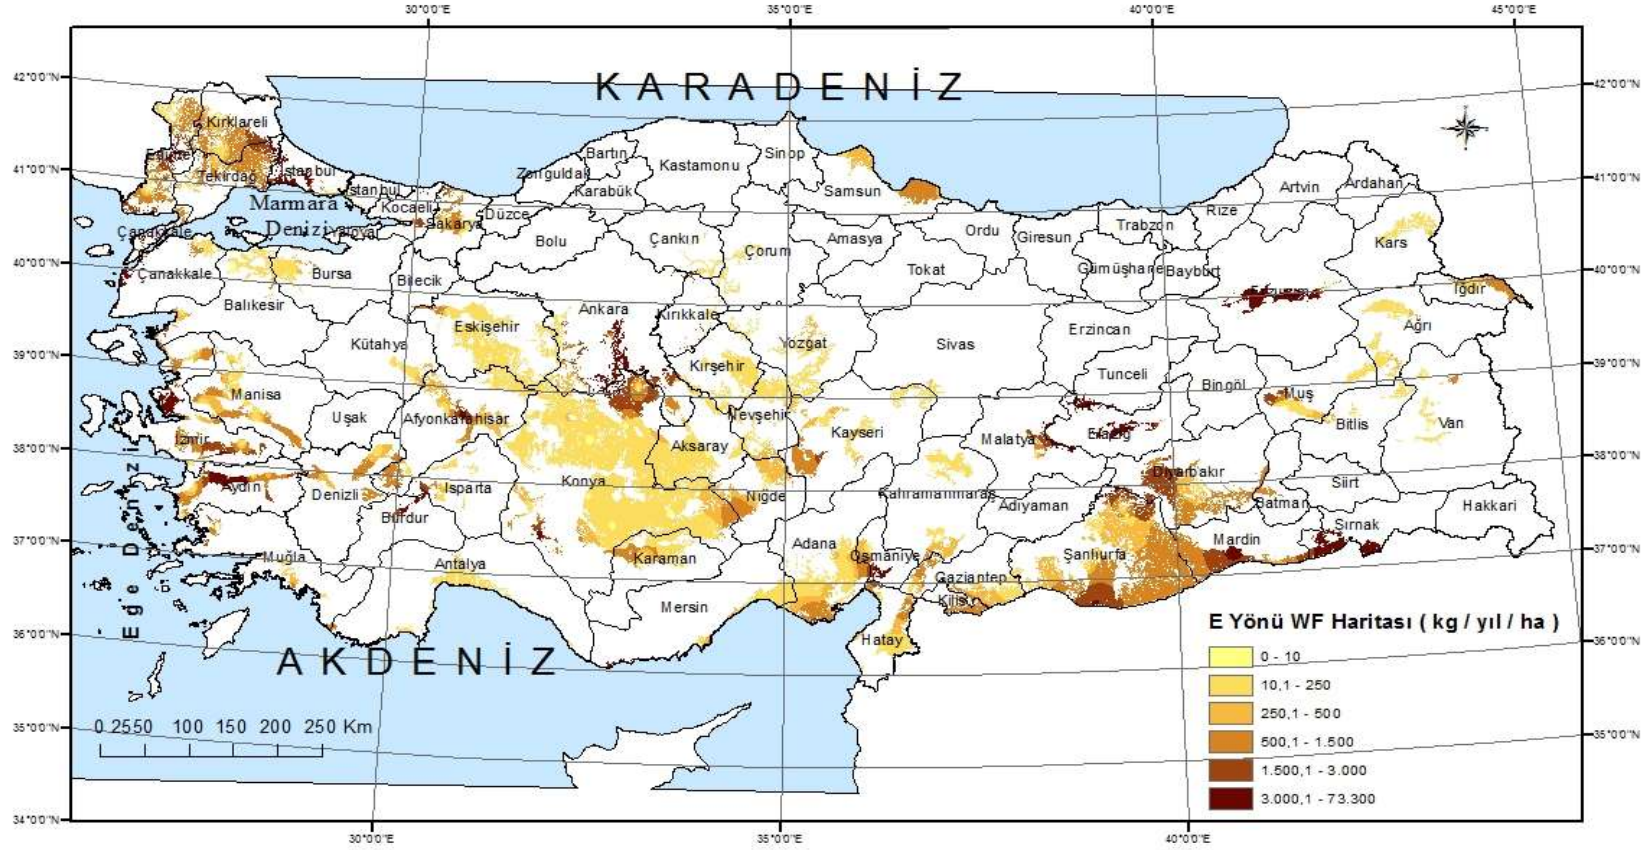 30°0'0"E 35°0'0"E 40°0'0"E 45°0'0"E
42°0'0"N 42°0'0"N
KARADENİZ
Kırklareli
Bartın Kastamonu Sinop
Edirne
41°0'0"N 41°0'0"N
Tekirdağ İstanbul Zonguldak
İstanbul Karabük Samsun Artvin Ardahan
Marmara
Denizi Yalova
Kocaeli Sakarya Düzce Rize
Çanakkale Bolu Çankırı Çorum Amasya Ordu Giresun Trabzon Kars
40°0'0"N 40°0'0"N
Çanakkale Bursa Bilecik Tokat Gümüşhane Bayburt
Balıkesir Ankara Kırıkkale Erzurum Iğdır
Eskişehir Erzincan Ağrı
39°0'0"N 39°0'0"N
Kütahya Yozgat Sivas
Kırşehir Tunceli Bingöl
Manisa Muş
Uşak Afyonkarahisar Nevşehir Kayseri Bitlis Van
38°0'0"N 38°0'0"N
İzmir Aksaray Malatya Elazığ
Aydın Denizli Isparta Konya Niğde Kahramanmaraş Diyarbakır Siirt
Burdur Adıyaman Batman Şırnak Hakkari
37°0'0"N 37°0'0"N
Muğla Antalya Karaman Adana Osmaniye Şanlıurfa Mardin
Gaziantep
Mersin Kilis
Ege Denizi
36°0'0"N 36°0'0"N
Hatay
AKDENİZ
E Yönü WF Haritası ( kg / yıl / ha )
0 - 10
10,1 - 250
250,1 - 500
500,1 - 1.500
1.500,1 - 3.000
3.000,1 - 73.300
35°0'0"N 35°0'0"N
0 2550 100 150 200 250 Km
34°0'0"N
30°0'0"E 35°0'0"E 40°0'0"E